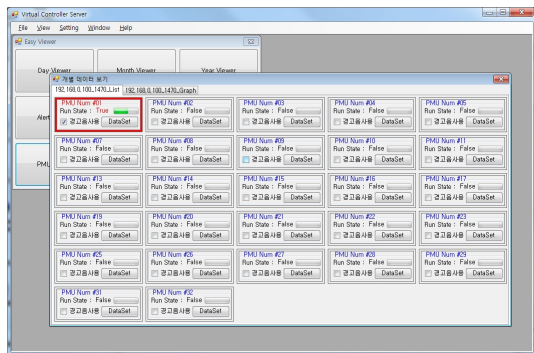 Virtual Controller Server
File View Setting Window Help
Easy Viewer
Day Viewer Month Viewer Year Viewer
Alert
PMU
개별 데이터 보기
192,168,0,100_1470_List 192,168,0,100_1470_Graph
PMU Num #01 PMU Num #02 PMU Num #03 PMU Num #04 PMU Num #05
Run State : True Run State : False Run State : False Run State : False Run State : False
경고음사용 DataSet 경고음사용 DataSet 경고음사용 DataSet 경고음사용 DataSet 경고음사용 DataSet
PMU Num #07 PMU Num #08 PMU Num #09 PMU Num #10 PMU Num #11
Run State : False Run State : False Run State : False Run State : False Run State : False
경고음사용 DataSet 경고음사용 DataSet 경고음사용 DataSet 경고음사용 DataSet 경고음사용 DataSet
PMU Num #13 PMU Num #14 PMU Num #15 PMU Num #16 PMU Num #17
Run State : False Run State : False Run State : False Run State : False Run State : False
경고음사용 DataSet 경고음사용 DataSet 경고음사용 DataSet 경고음사용 DataSet 경고음사용 DataSet
PMU Num #19 PMU Num #20 PMU Num #21 PMU Num #22 PMU Num #23
Run State : False Run State : False Run State : False Run State : False Run State : False
경고음사용 DataSet 경고음사용 DataSet 경고음사용 DataSet 경고음사용 DataSet 경고음사용 DataSet
PMU Num #25 PMU Num #26 PMU Num #27 PMU Num #28 PMU Num #29
Run State : False Run State : False Run State : False Run State : False Run State : False
경고음사용 DataSet 경고음사용 DataSet 경고음사용 DataSet 경고음사용 DataSet 경고음사용 DataSet
PMU Num #31 PMU Num #32
Run State : False Run State : False
경고음사용 DataSet 경고음사용 DataSet